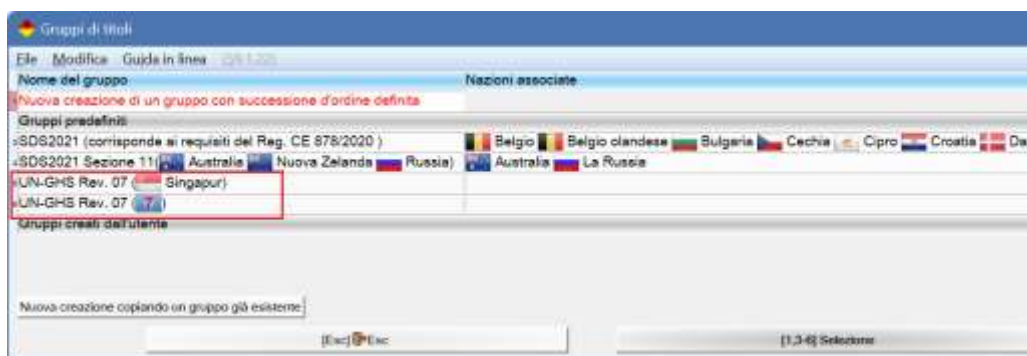 Gruppi di titoli
File Modifica Guida in linea
Nome del gruppo Nazioni associate
Nuova creazione di un gruppo con successione d'ordine definita
Gruppi predefiniti
SDS2021 (corrisponde ai requisiti del Reg. CE 878/2020 ) Belgio Belgio olandese Bulgaria Cechia Cipro Croatia Da
SDS2021 Sezione 11( Australia Nuova Zelanda Russia) Australia La Russia
UN-GHS Rev. 07 ( Singapur)
UN-GHS Rev. 07 ( 7 )
Gruppi creati dall'utente
Nuova creazione copiando un gruppo già esistente
[Esc] Esc [1,3-6] Selezione